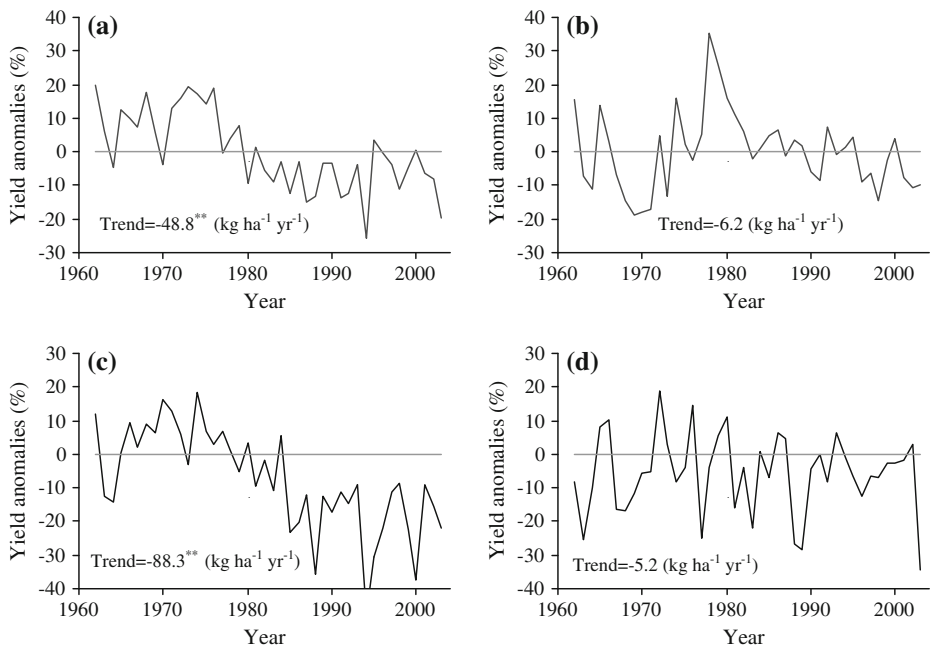 (a)
40
30
20
10
0
-10
-20
-30
Yield anomalies (%)
Trend=-48.8** (kg ha⁻¹ yr⁻¹)
1960 1970 1980 1990 2000
Year
(b)
40
30
20
10
0
-10
-20
-30
Yield anomalies (%)
Trend=-6.2 (kg ha⁻¹ yr⁻¹)
1960 1970 1980 1990 2000
Year
(c)
30
20
10
0
-10
-20
-30
-40
Yield anomalies (%)
Trend=-88.3** (kg ha⁻¹ yr⁻¹)
1960 1970 1980 1990 2000
Year
(d)
30
20
10
0
-10
-20
-30
-40
Yield anomalies (%)
Trend=-5.2 (kg ha⁻¹ yr⁻¹)
1960 1970 1980 1990 2000
Year